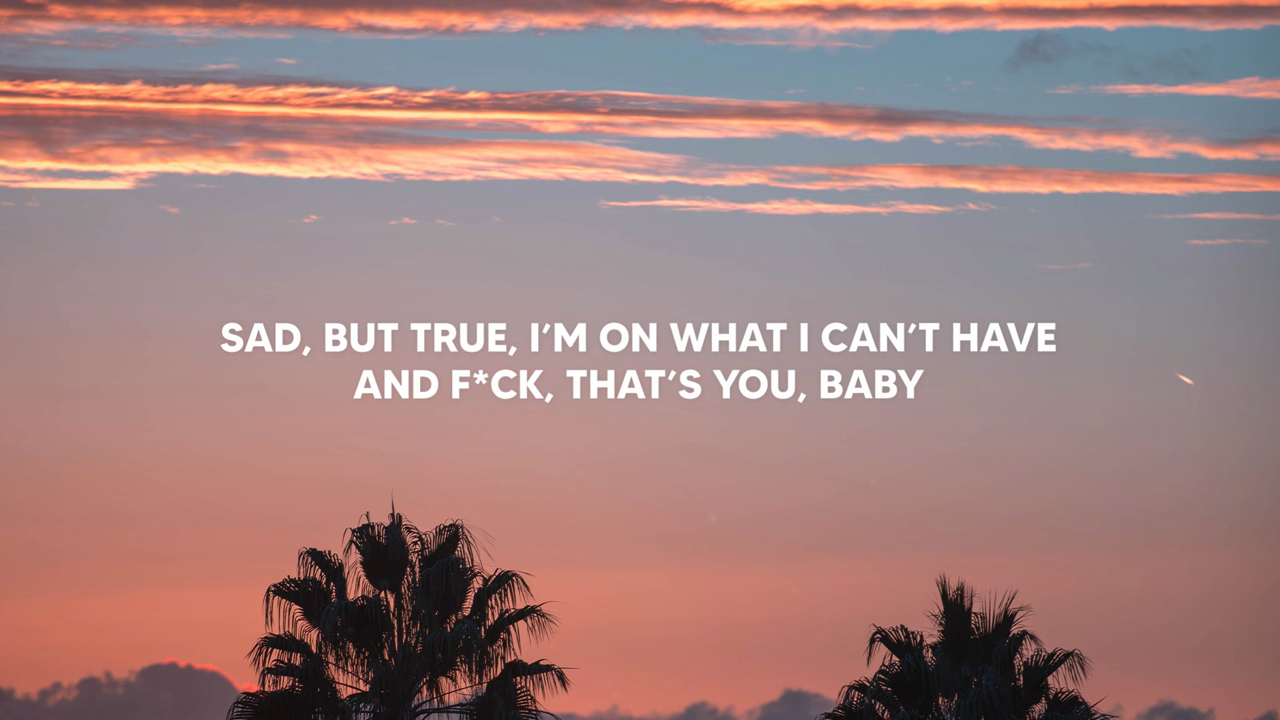 SAD, BUT TRUE, I'M ON WHAT I CAN'T HAVE
AND F*CK, THAT'S YOU, BABY